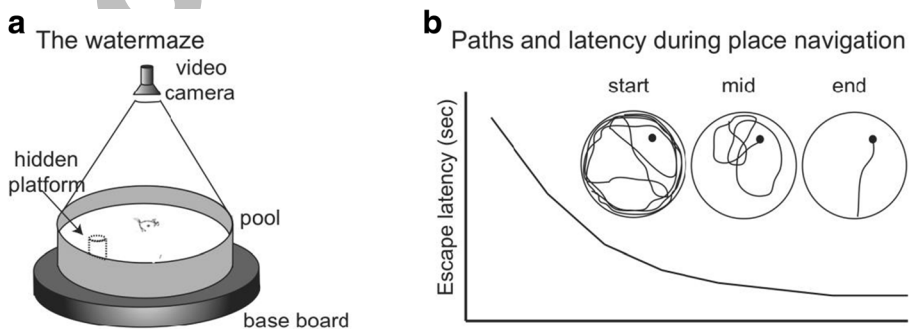 a
The watermaze
video
camera
hidden
platform
pool
base board
b
Paths and latency during place navigation
start
mid
end
Escape latency (sec)